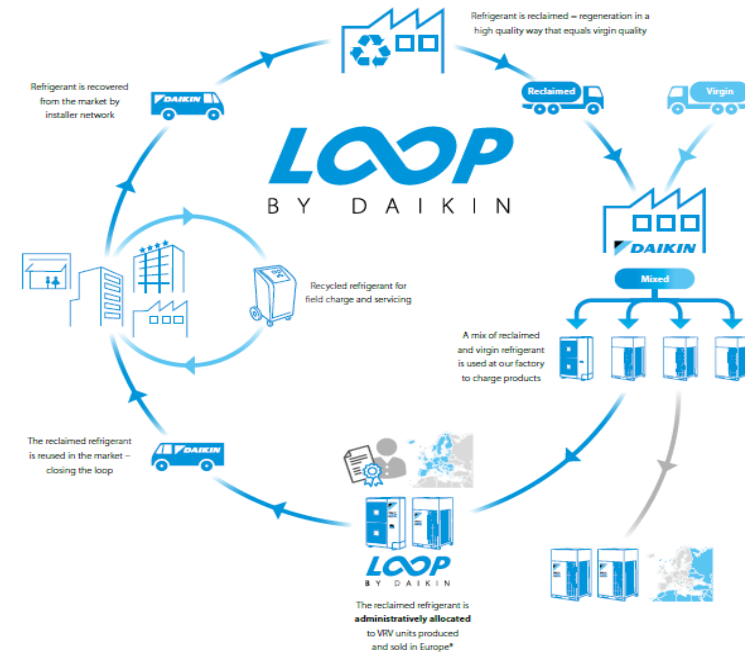 Refrigerant is reclaimed = regeneration in a
high quality way that equals virgin quality
Refrigerant is recovered
from the market by
installer network
DAIKIN
Reclaimed
Virgin
LOOP
BY DAIKIN
DAIKIN
Mixed
Recycled refrigerant for
field charge and servicing
A mix of reclaimed
and virgin refrigerant
is used at our factory
to charge products
The reclaimed refrigerant
is reused in the market –
closing the loop
DAIKIN
LOOP
BY DAIKIN
The reclaimed refrigerant is
administratively allocated
to VRV units produced
and sold in Europe*